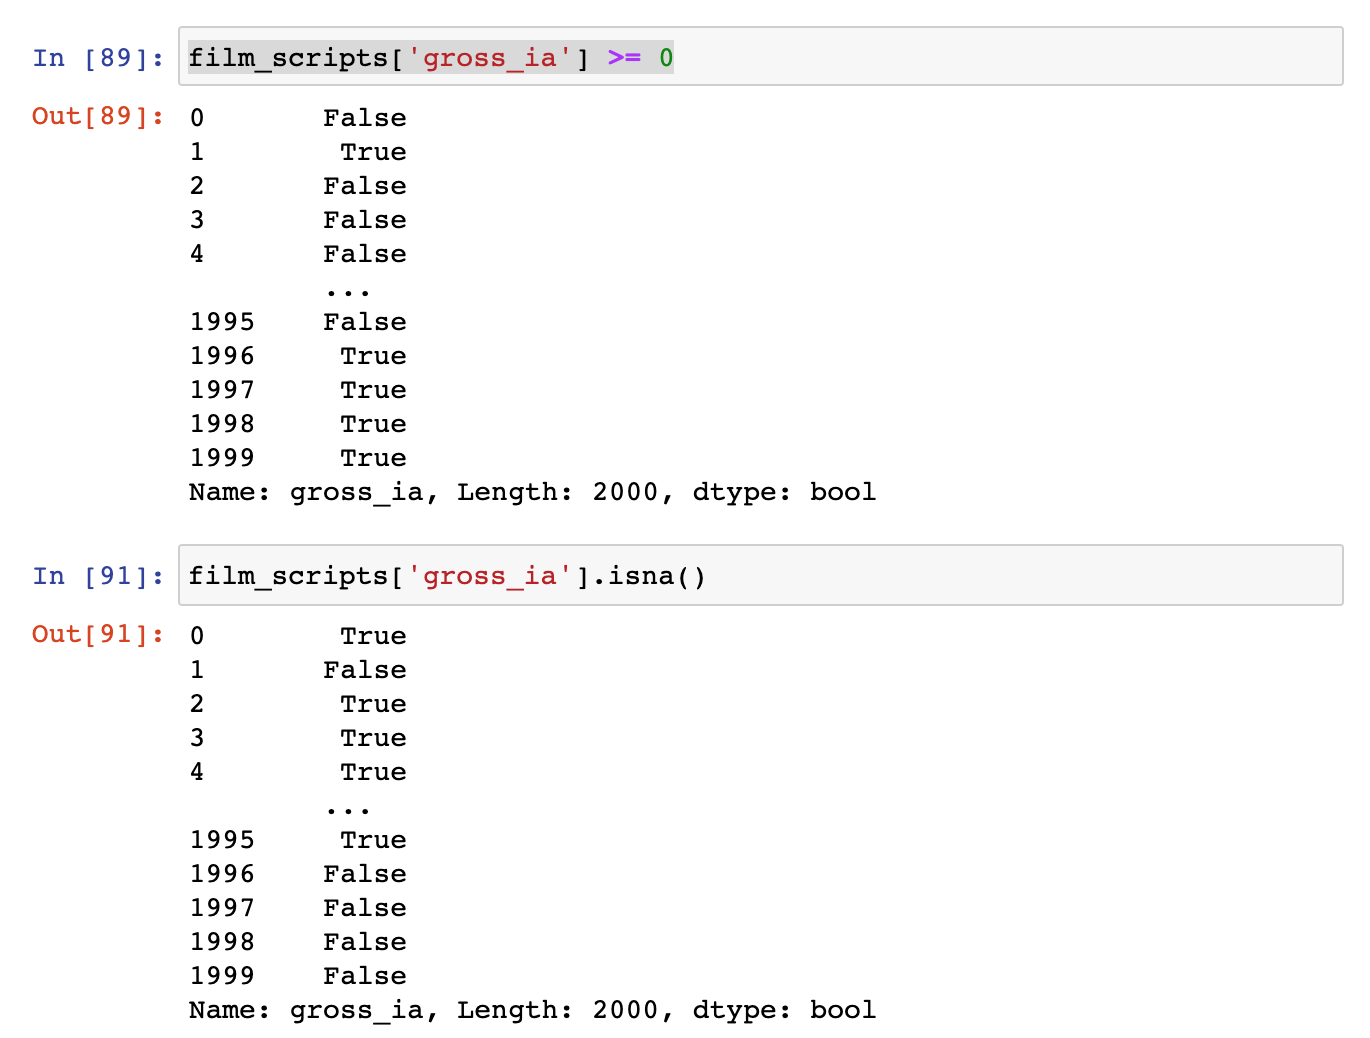 In [89]: film_scripts['gross_ia'] >= 0
Out[89]: 0       False
1        True
2       False
3       False
4       False
        ...
1995    False
1996     True
1997     True
1998     True
1999     True
Name: gross_ia, Length: 2000, dtype: bool
In [91]: film_scripts['gross_ia'].isna()
Out[91]: 0        True
1       False
2        True
3        True
4        True
        ...
1995     True
1996    False
1997    False
1998    False
1999    False
Name: gross_ia, Length: 2000, dtype: bool